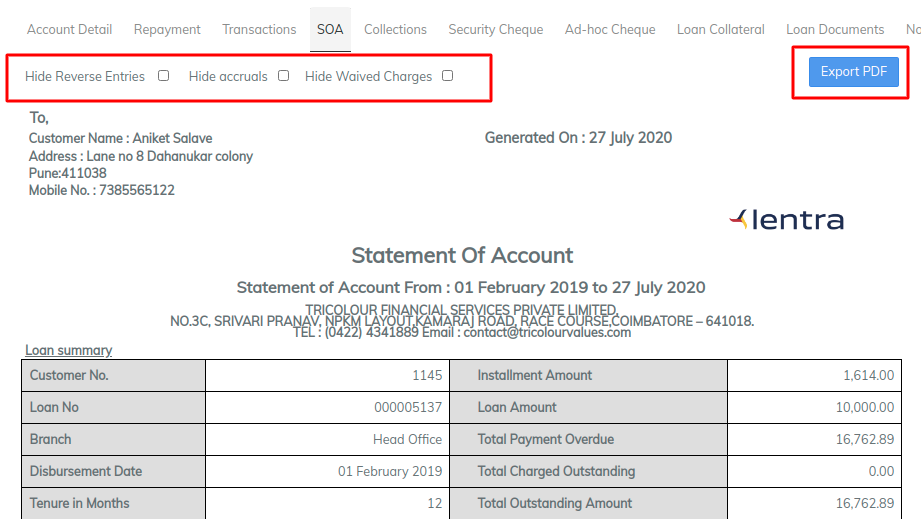 Account Detail Repayment Transactions SOA Collections Security Cheque Ad-hoc Cheque Loan Collateral Loan Documents
Hide Reverse Entries Hide accruals Hide Waived Charges Export PDF
To,
Customer Name : Aniket Salave
Generated On : 27 July 2020
Address : Lane no 8 Dahanukar colony
Pune:411038
Mobile No. : 7385565122
lentra
Statement Of Account
Statement of Account From : 01 February 2019 to 27 July 2020
TRICOLOUR FINANCIAL SERVICES PRIVATE LIMITED.
NO.3C, SRIVARI PRANAV, NPKM LAYOUT,KAMARAJ ROAD, RACE COURSE,COIMBATORE – 641018.
TEL : (0422) 4341889 Email : contact@tricolourvalues.com
Loan summary
Customer No. 1145 Installment Amount 1,614.00
Loan No 000005137 Loan Amount 10,000.00
Branch Head Office Total Payment Overdue 16,762.89
Disbursement Date 01 February 2019 Total Charged Outstanding 0.00
Tenure in Months 12 Total Outstanding Amount 16,762.89